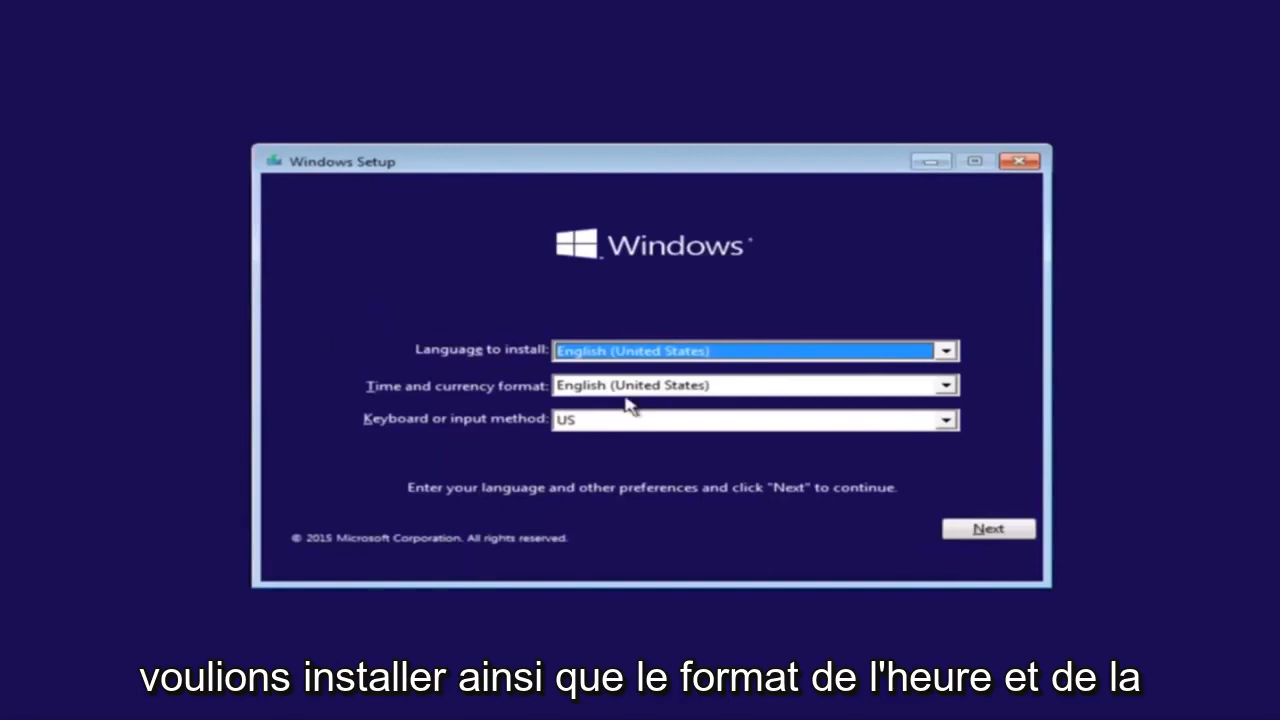 Windows Setup
Windows
Language to install: English (United States)
Time and currency format: English (United States)
Keyboard or input method: US
Enter your language and other preferences and click "Next" to continue.
Next
© 2015 Microsoft Corporation. All rights reserved.
voulions installer ainsi que le format de l'heure et de la